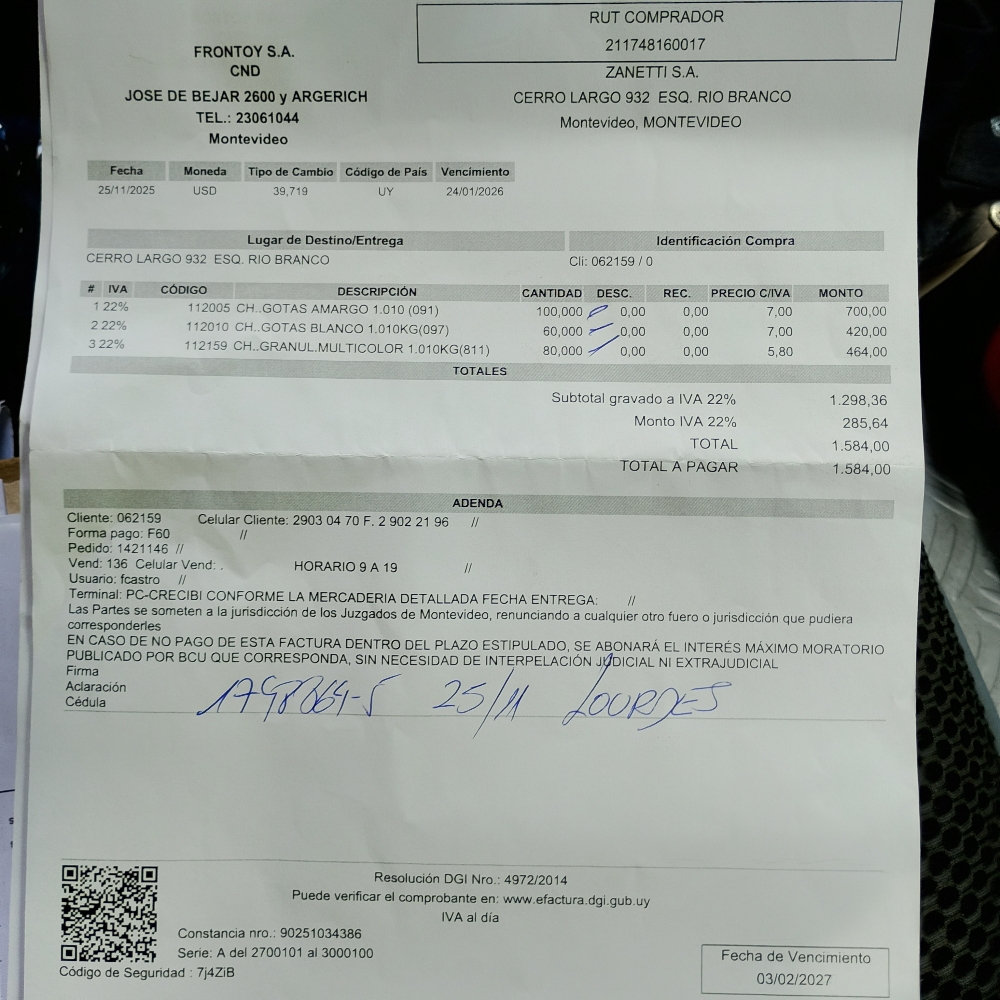 RUT COMPRADOR
211748160017
FRONTOY S.A.
CND
JOSE DE BEJAR 2600 y ARGERICH
TEL.: 23061044
Montevideo
ZANETTI S.A.
CERRO LARGO 932 ESQ. RIO BRANCO
Montevideo, MONTEVIDEO
Fecha Moneda Tipo de Cambio Código de País Vencimiento
25/11/2025 USD 39,719 UY 24/01/2026
Lugar de Destino/Entrega Identificación Compra
CERRO LARGO 932 ESQ. RIO BRANCO Cli: 062159 / 0
# IVA CÓDIGO DESCRIPCIÓN CANTIDAD DESC. REC. PRECIO C/IVA MONTO
1 22% 112005 CH..GOTAS AMARGO 1.010 (091) 100,000 0,00 0,00 7,00 700,00
2 22% 112010 CH..GOTAS BLANCO 1.010KG(097) 60,000 0,00 0,00 7,00 420,00
3 22% 112159 CH..GRANUL.MULTICOLOR 1.010KG(811) 80,000 0,00 0,00 5,80 464,00
TOTALES
Subtotal gravado a IVA 22% 1.298,36
Monto IVA 22% 285,64
TOTAL 1.584,00
TOTAL A PAGAR 1.584,00
ADENDA
Cliente: 062159 Celular Cliente: 2903 04 70 F. 2 902 21 96 //
Forma pago: F60 //
Pedido: 1421146 //
Vend: 136 Celular Vend: . HORARIO 9 A 19 //
Usuario: fcastro //
Terminal: PC-CRECIBI CONFORME LA MERCADERIA DETALLADA FECHA ENTREGA: //
Las Partes se someten a la jurisdicción de los Juzgados de Montevideo, renunciando a cualquier otro fuero o jurisdicción que pudiera
corresponderles
EN CASO DE NO PAGO DE ESTA FACTURA DENTRO DEL PLAZO ESTIPULADO, SE ABONARÁ EL INTERÉS MÁXIMO MORATORIO
PUBLICADO POR BCU QUE CORRESPONDA, SIN NECESIDAD DE INTERPELACIÓN JUDICIAL NI EXTRAJUDICIAL
Firma
Aclaración
Cédula
25/11 LOURDES
Resolución DGI Nro.: 4972/2014
Puede verificar el comprobante en: www.efactura.dgi.gub.uy
IVA al día
Constancia nro.: 90251034386
Serie: A del 2700101 al 3000100
Código de Seguridad : 7j4ZiB
Fecha de Vencimiento
03/02/2027